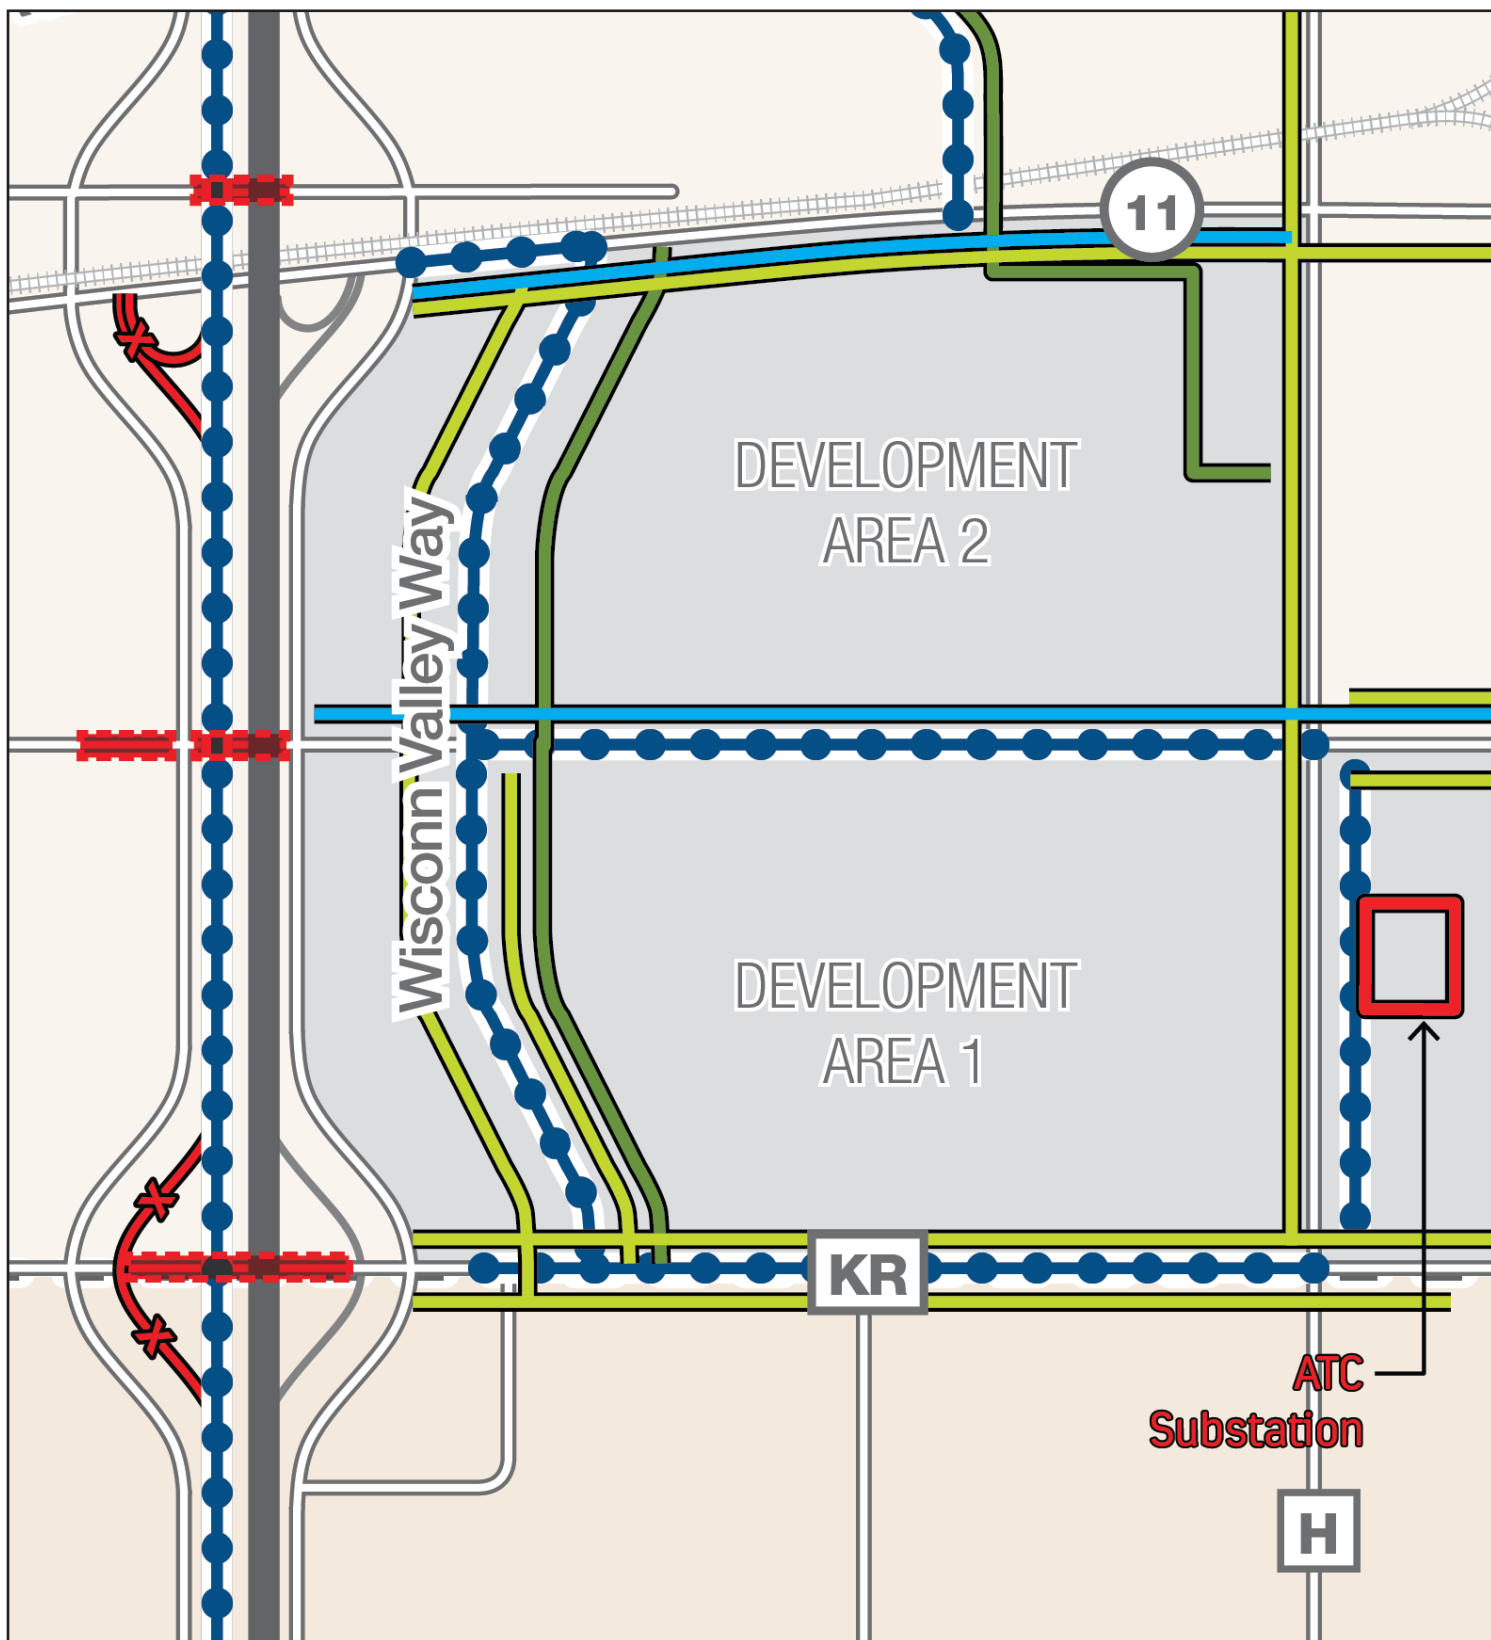 11
DEVELOPMENT
AREA 2
Wisconn Valley Way
DEVELOPMENT
AREA 1
KR
ATC
Substation
H